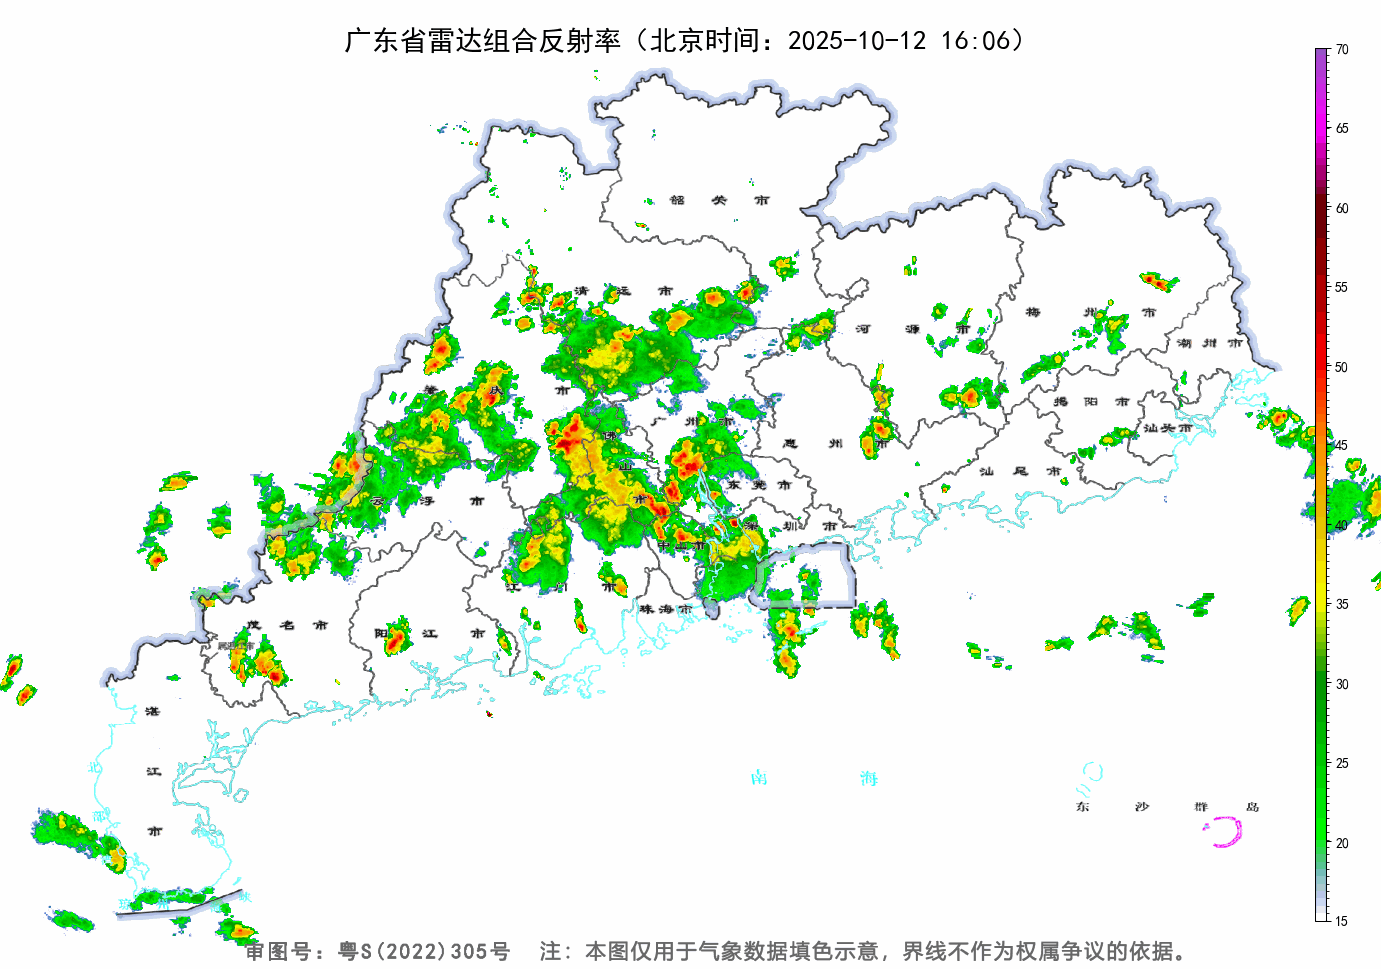 广东省雷达组合反射率（北京时间：2025-10-12 16:06）
70
65
60
55
50
45
40
35
30
25
20
15
韶 关 市
清 远 市
河 源 市
梅 州 市
潮 州 市
肇 庆 市
广 州 市
揭 阳 市
汕 头 市
佛 山 市
惠 州 市
东 莞 市
汕 尾 市
云 浮 市
深 圳 市
中 山 市
江 门 市
珠 海 市
茂 名 市
阳 江 市
湛 江 市
南 海
东 沙 群 岛
审图号：粤S(2022)305号 注：本图仅用于气象数据填色示意，界线不作为权属争议的依据。